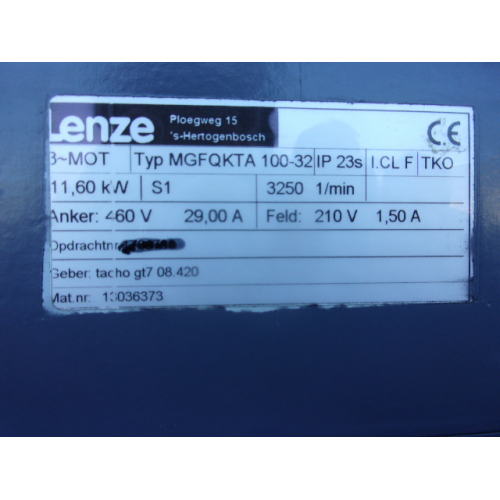 Lenze Ploegweg 15
's-Hertogenbosch CE
3~MOT Typ MGFQKTA 100-32 IP 23s I.CL F TKO
11,60 kW S1 3250 1/min
Anker: 460 V 29,00 A Feld: 210 V 1,50 A
Opdrachtnr
Geber: tacho gt7 08.420
Mat.nr: 13036373